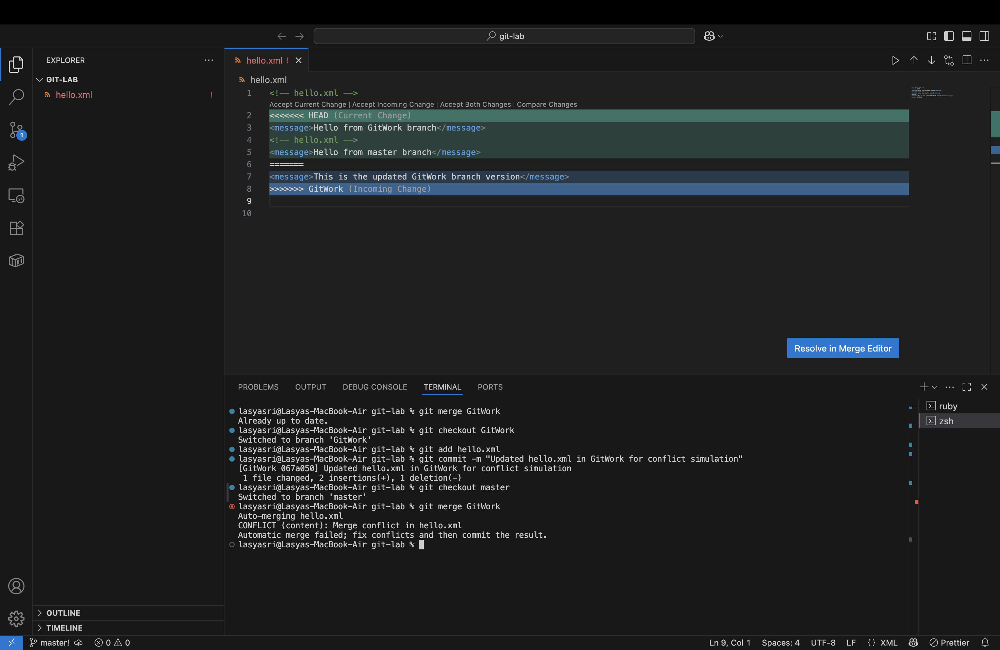 git-lab
EXPLORER
GIT-LAB
hello.xml !
1
hello.xml !
hello.xml
1 <!-- hello.xml -->
Accept Current Change | Accept Incoming Change | Accept Both Changes | Compare Changes
2 <<<<<<< HEAD (Current Change)
3 <message>Hello from GitWork branch</message>
4 <!-- hello.xml -->
5 <message>Hello from master branch</message>
6 =======
7 <message>This is the updated GitWork branch version</message>
8 >>>>>>> GitWork (Incoming Change)
9
10
Resolve in Merge Editor
PROBLEMS OUTPUT DEBUG CONSOLE TERMINAL PORTS
lasyasri@Lasyas-MacBook-Air git-lab % git merge GitWork
Already up to date.
lasyasri@Lasyas-MacBook-Air git-lab % git checkout GitWork
Switched to branch 'GitWork'
lasyasri@Lasyas-MacBook-Air git-lab % git add hello.xml
lasyasri@Lasyas-MacBook-Air git-lab % git commit -m "Updated hello.xml in GitWork for conflict simulation"
[GitWork 067a050] Updated hello.xml in GitWork for conflict simulation
1 file changed, 2 insertions(+), 1 deletion(-)
lasyasri@Lasyas-MacBook-Air git-lab % git checkout master
Switched to branch 'master'
lasyasri@Lasyas-MacBook-Air git-lab % git merge GitWork
Auto-merging hello.xml
CONFLICT (content): Merge conflict in hello.xml
Automatic merge failed; fix conflicts and then commit the result.
lasyasri@Lasyas-MacBook-Air git-lab %
ruby
zsh
OUTLINE
TIMELINE
master! 0 0 Ln 9, Col 1 Spaces: 4 UTF-8 LF {} XML Prettier